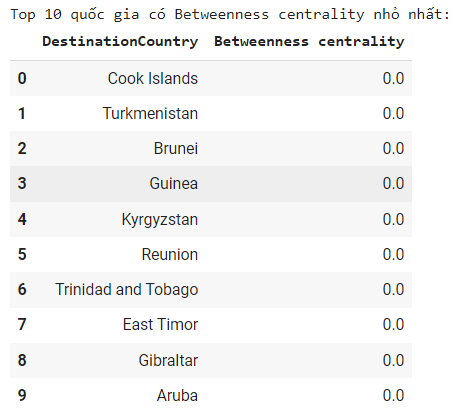 Top 10 quốc gia có Betweenness centrality nhỏ nhất:
DestinationCountry Betweenness centrality
0 Cook Islands 0.0
1 Turkmenistan 0.0
2 Brunei 0.0
3 Guinea 0.0
4 Kyrgyzstan 0.0
5 Reunion 0.0
6 Trinidad and Tobago 0.0
7 East Timor 0.0
8 Gibraltar 0.0
9 Aruba 0.0